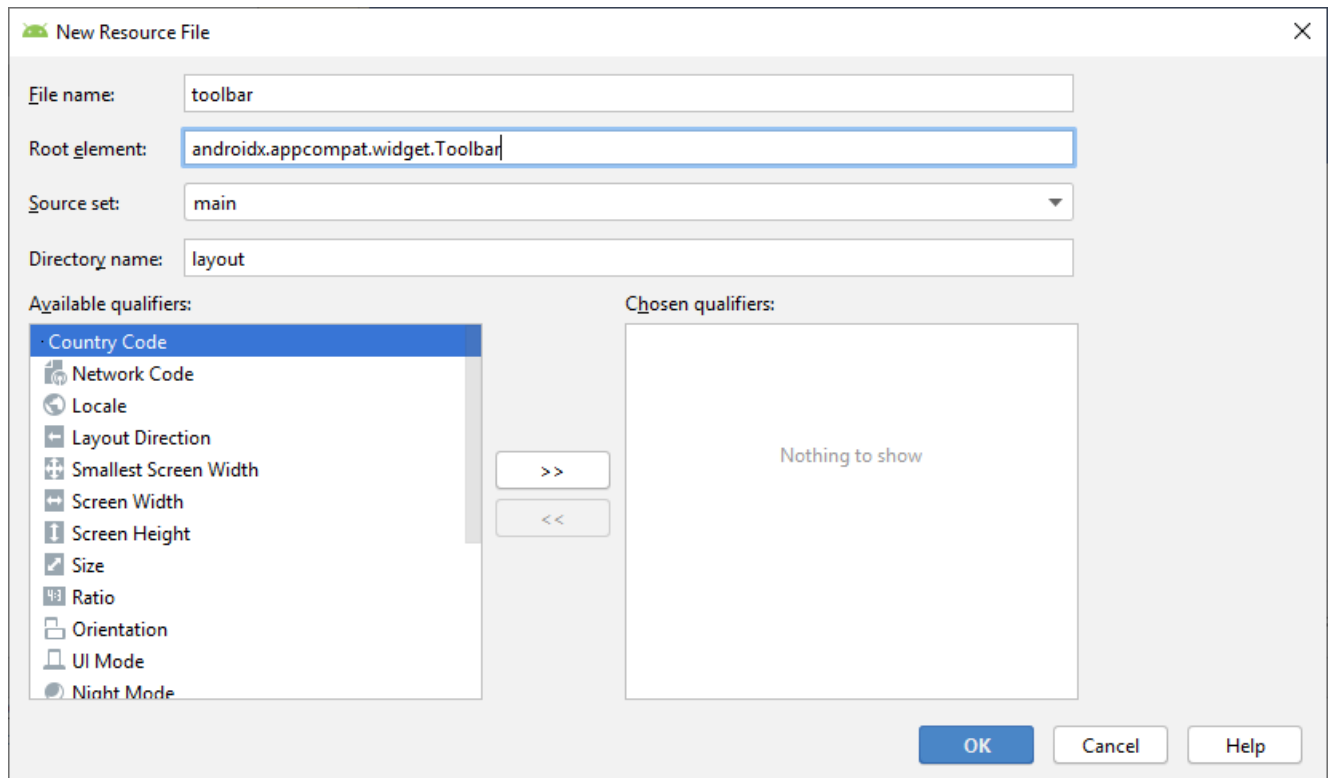 New Resource File
File name: toolbar
Root element: androidx.appcompat.widget.Toolbar
Source set: main
Directory name: layout
Available qualifiers:
Country Code
Network Code
Locale
Layout Direction
Smallest Screen Width
Screen Width
Screen Height
Size
4:3 Ratio
Orientation
UI Mode
Night Mode
>>
<<
Chosen qualifiers:
Nothing to show
OK Cancel Help